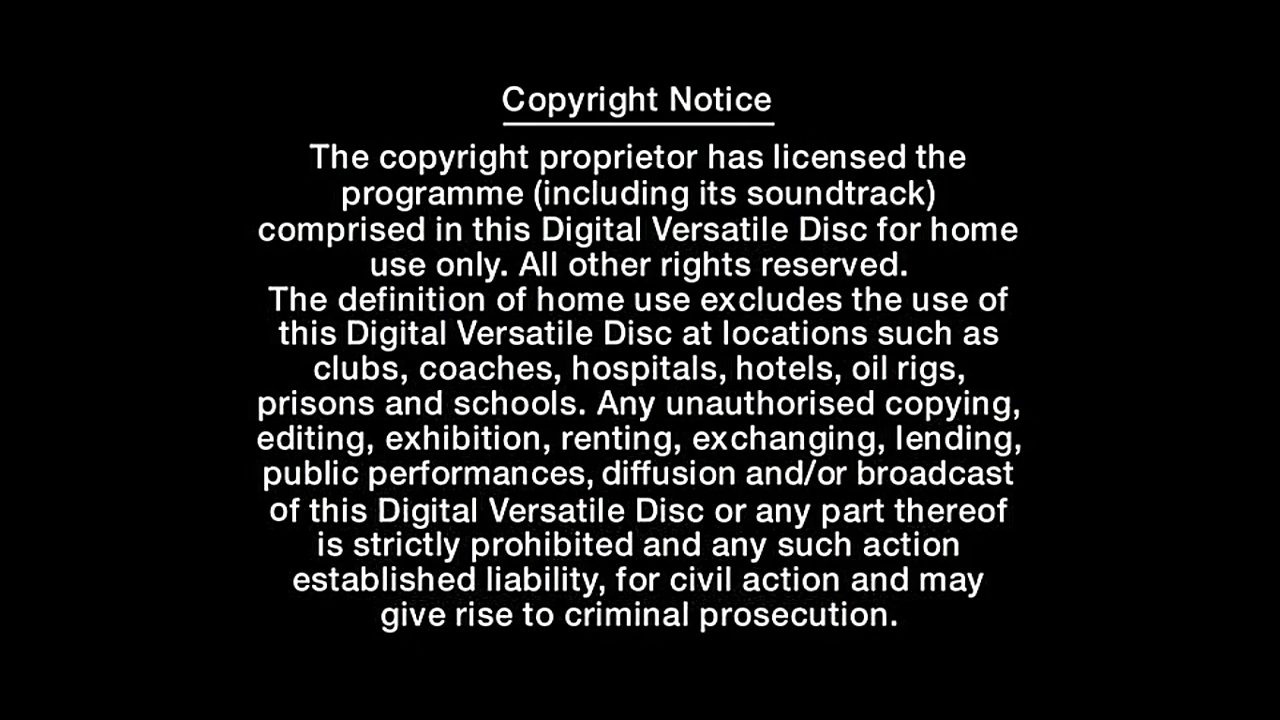 Copyright Notice
The copyright proprietor has licensed the
programme (including its soundtrack)
comprised in this Digital Versatile Disc for home
use only. All other rights reserved.
The definition of home use excludes the use of
this Digital Versatile Disc at locations such as
clubs, coaches, hospitals, hotels, oil rigs,
prisons and schools. Any unauthorised copying,
editing, exhibition, renting, exchanging, lending,
public performances, diffusion and/or broadcast
of this Digital Versatile Disc or any part thereof
is strictly prohibited and any such action
established liability, for civil action and may
give rise to criminal prosecution.